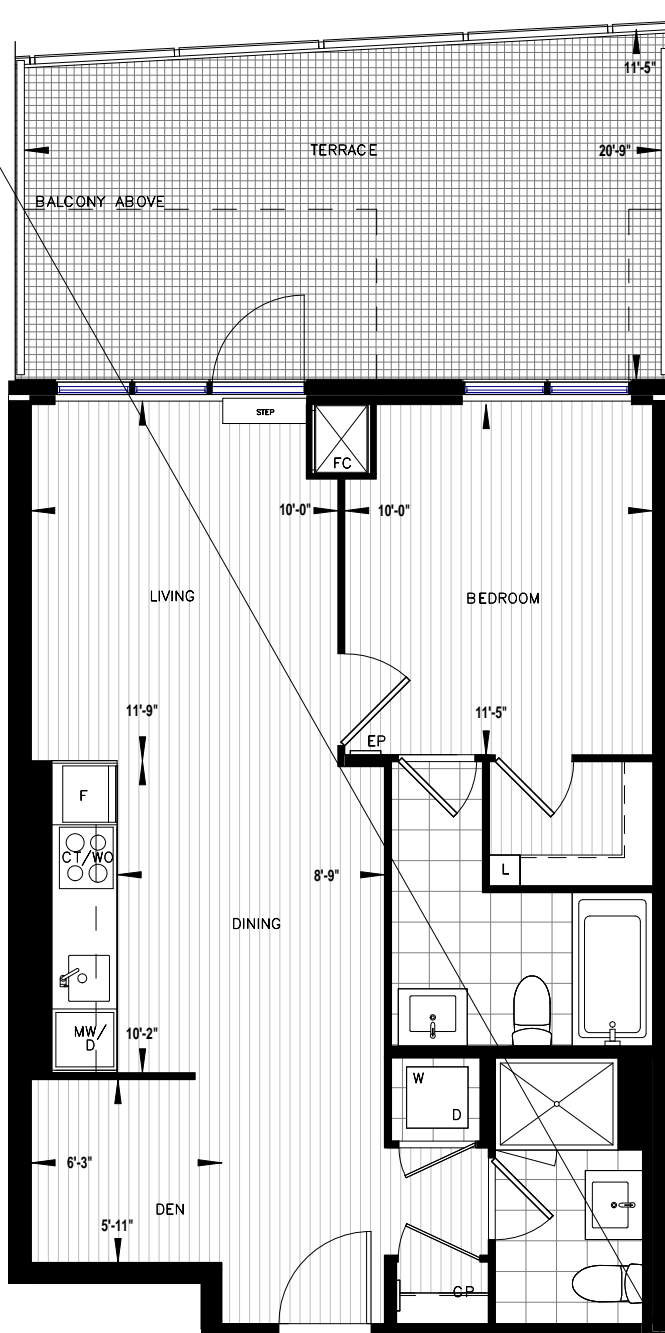 11'-5"
TERRACE
20'-9"
BALCONY ABOVE
STEP
FC
10'-0"
10'-0"
LIVING
BEDROOM
11'-9"
11'-5"
EP
F
CT/WO
L
8'-9"
DINING
MW/
D
10'-2"
W
D
6'-3"
DEN
5'-11"
CP